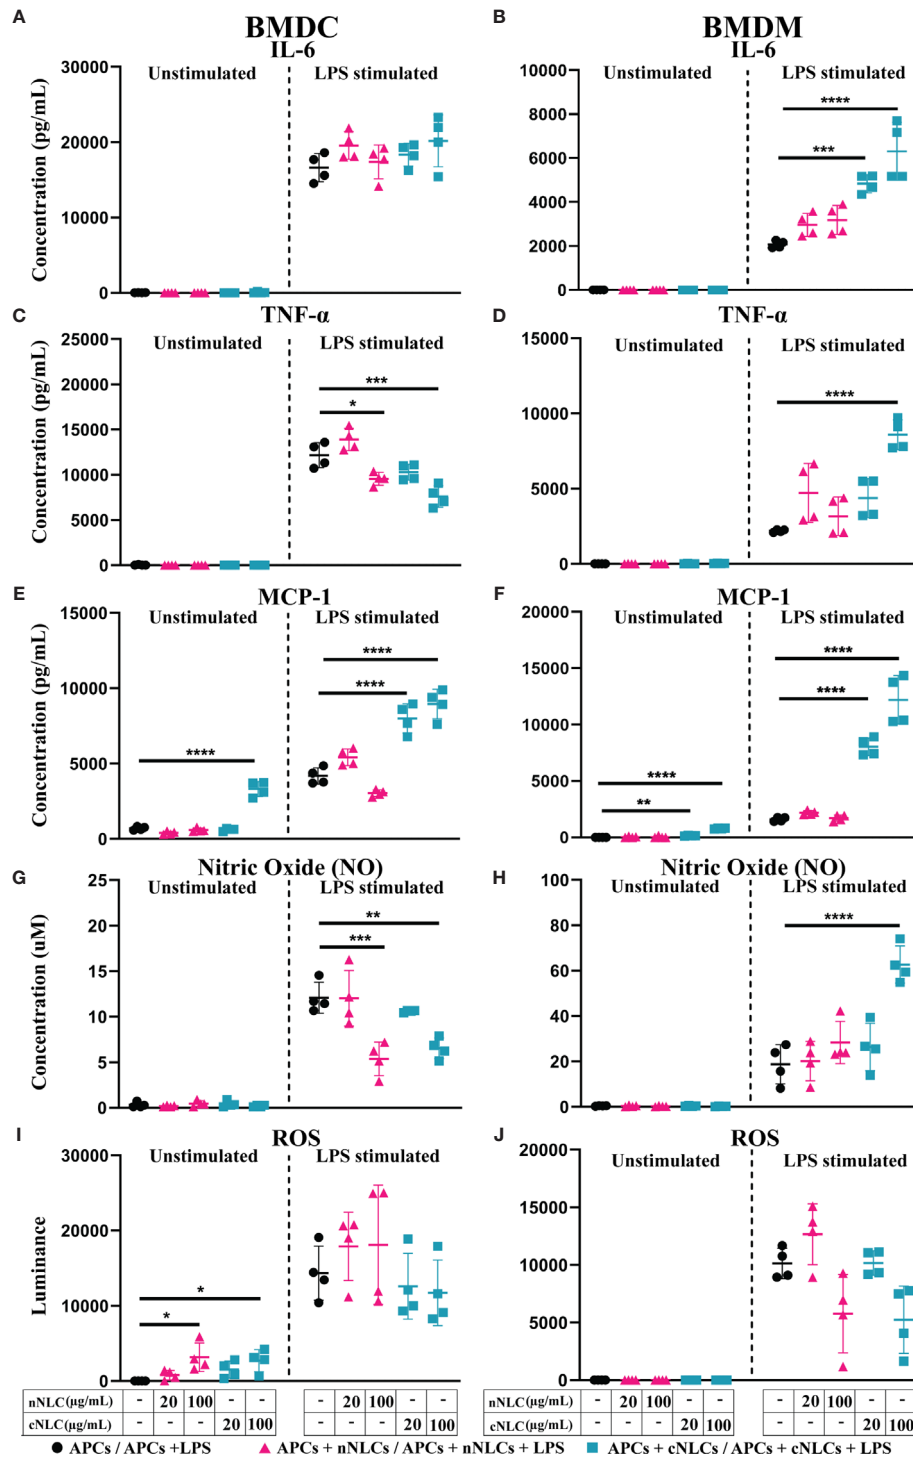 A BMDC B BMDM
IL-6 IL-6
30000 Unstimulated LPS stimulated 10000 Unstimulated LPS stimulated
Concentration (pg/mL) 20000 10000 0
8000 6000 4000 2000 0
**** ***
C TNF-α D TNF-α
25000 Unstimulated LPS stimulated 15000 Unstimulated LPS stimulated
Concentration (pg/mL) 20000 15000 10000 5000 0
*** *
10000 5000 0
****
E MCP-1 F MCP-1
15000 Unstimulated LPS stimulated 20000 Unstimulated LPS stimulated
Concentration (pg/mL) 10000 5000 0
**** **** ****
15000 10000 5000 0
**** ** **** ****
G Nitric Oxide (NO) H Nitric Oxide (NO)
25 Unstimulated LPS stimulated 100 Unstimulated LPS stimulated
Concentration (uM) 20 15 10 5 0
** ***
80 60 40 20 0
****
I ROS J ROS
30000 Unstimulated LPS stimulated 20000 Unstimulated LPS stimulated
Luminance 20000 10000 0
* *
15000 10000 5000 0
nNLC(µg/mL) - 20 100 - - - 20 100 - - nNLC(µg/mL) - 20 100 - - - 20 100 - -
cNLC(µg/mL) - - - 20 100 - - - 20 100 cNLC(µg/mL) - - - 20 100 - - - 20 100
APCs / APCs +LPS APCs + nNLCs / APCs + nNLCs + LPS APCs + cNLCs / APCs + cNLCs + LPS